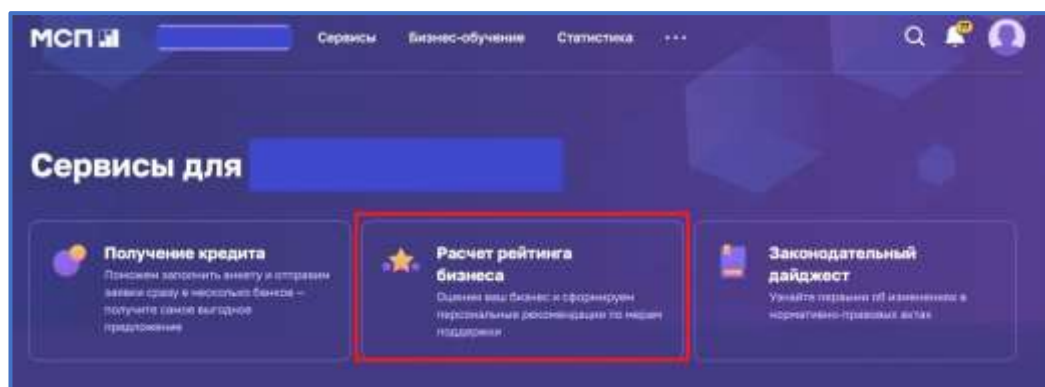 МСП
Сервисы Бизнес-обучение Статистика ...
77
Сервисы для
Получение кредита
Поможем заполнить анкету и отправим
заявки сразу в несколько банков –
получите самое выгодное
предложение
Расчет рейтинга
бизнеса
Оценим ваш бизнес и сформируем
персональные рекомендации по мерам
поддержки
Законодательный
дайджест
Узнайте первыми об изменениях в
нормативно-правовых актах